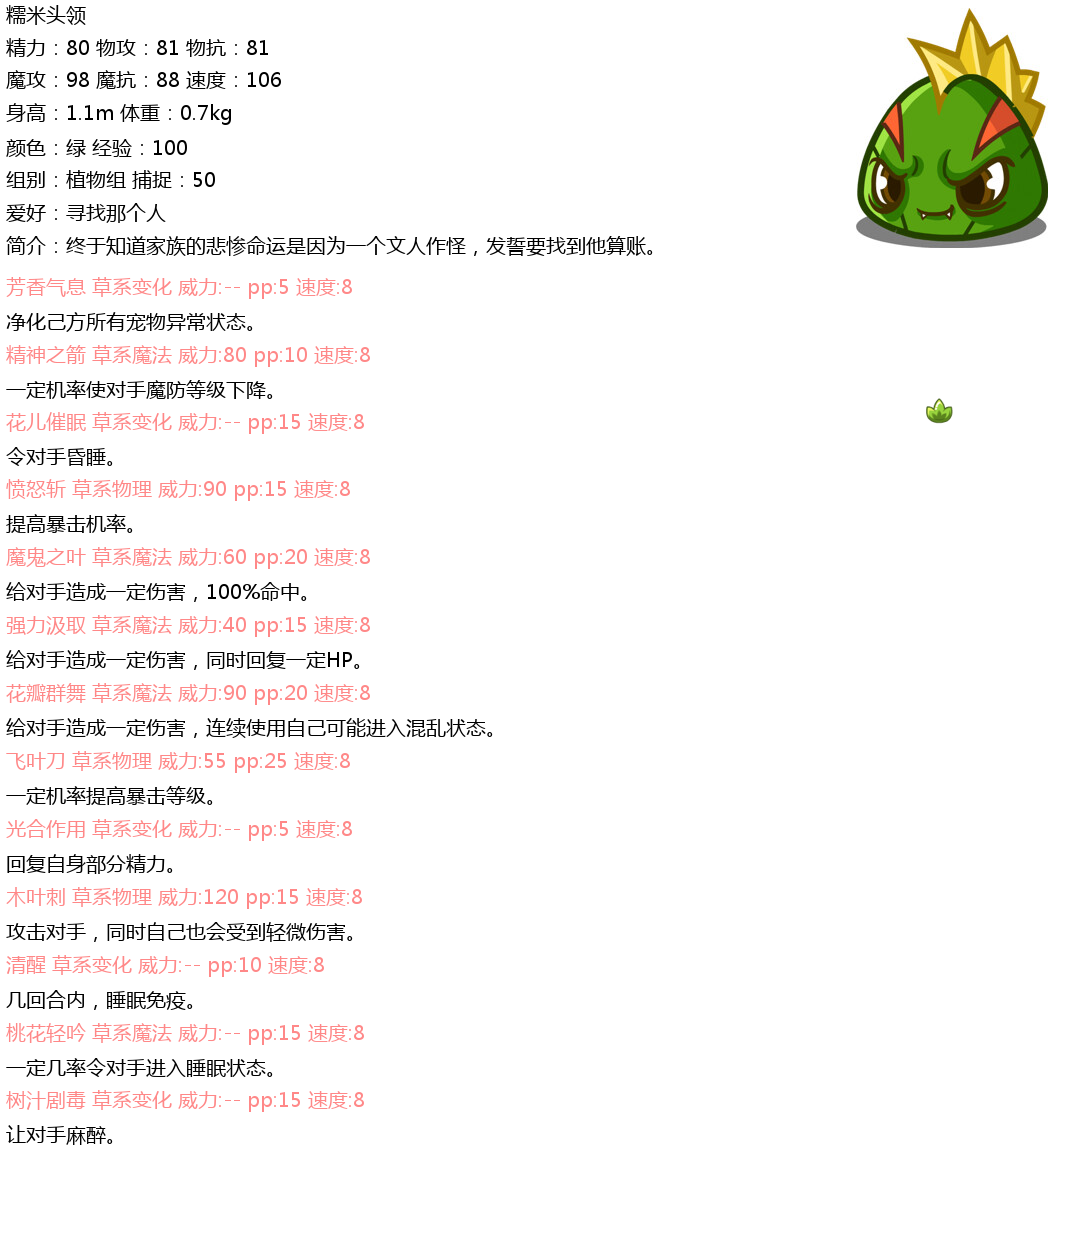 糯米头领
精力：80 物攻：81 物抗：81
魔攻：98 魔抗：88 速度：106
身高：1.1m 体重：0.7kg
颜色：绿 经验：100
组别：植物组 捕捉：50
爱好：寻找那个人
简介：终于知道家族的悲惨命运是因为一个文人作怪，发誓要找到他算账。
芳香气息 草系变化 威力:-- pp:5 速度:8
净化己方所有宠物异常状态。
精神之箭 草系魔法 威力:80 pp:10 速度:8
一定机率使对手魔防等级下降。
花儿催眠 草系变化 威力:-- pp:15 速度:8
令对手昏睡。
愤怒斩 草系物理 威力:90 pp:15 速度:8
提高暴击机率。
魔鬼之叶 草系魔法 威力:60 pp:20 速度:8
给对手造成一定伤害，100%命中。
强力汲取 草系魔法 威力:40 pp:15 速度:8
给对手造成一定伤害，同时回复一定HP。
花瓣群舞 草系魔法 威力:90 pp:20 速度:8
给对手造成一定伤害，连续使用自己可能进入混乱状态。
飞叶刀 草系物理 威力:55 pp:25 速度:8
一定机率提高暴击等级。
光合作用 草系变化 威力:-- pp:5 速度:8
回复自身部分精力。
木叶刺 草系物理 威力:120 pp:15 速度:8
攻击对手，同时自己也会受到轻微伤害。
清醒 草系变化 威力:-- pp:10 速度:8
几回合内，睡眠免疫。
桃花轻吟 草系魔法 威力:-- pp:15 速度:8
一定几率令对手进入睡眠状态。
树汁剧毒 草系变化 威力:-- pp:15 速度:8
让对手麻醉。